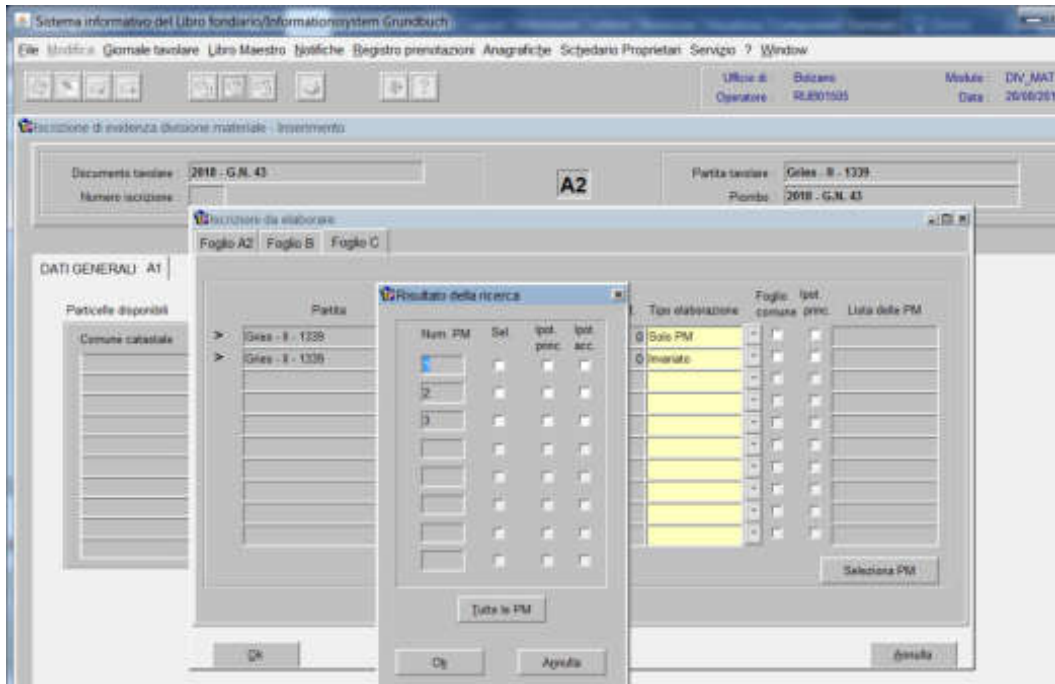 Sistema informativo del Libro fondiario/Informationssystem Grundbuch
File Modifica Giornale tavolare Libro Maestro Notifiche Registro prenotazioni Anagrafiche Schedario Proprietari Servizio ? Window
Ufficio di Bolzano Modulo DIV_MAT
Operatore Data
Iscrizione di evidenza divisione materiale - Inserimento
Documento tavolare 2018 - G.N. 43 A2 Partita tavolare Gries - II - 1339
Numero iscrizione Piombo 2018 - G.N. 43
Iscrizioni da elaborare
Foglio A2 Foglio B Foglio C
DATI GENERALI A1
Particelle disponibili
Comune catastale
Partita Tipo elaborazione Foglio comune Ipot. princ. Lista delle PM
> Gries - II - 1339 0 Solo PM
> Gries - II - 1339 0 Invariato
Risultato della ricerca
Num. PM Sel. Ipot. princ. Ipot. acc.
1
2
3
Tutte le PM
Ok Annulla
Seleziona PM
Ok Annulla